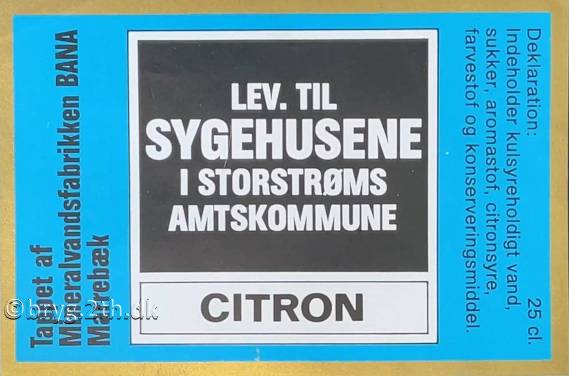 Tappet af
Mineralvandsfabrikken BANA
Marvebæk
LEV. TIL
SYGEHUSENE
I STORSTRØMS
AMTSKOMMUNE
CITRON
Deklaration: 25 cl.
Indeholder kulsyreholdigt vand,
sukker, aromastof, citronsyre,
farvestof og konserveringsmiddel.
©bryg.2th.dk